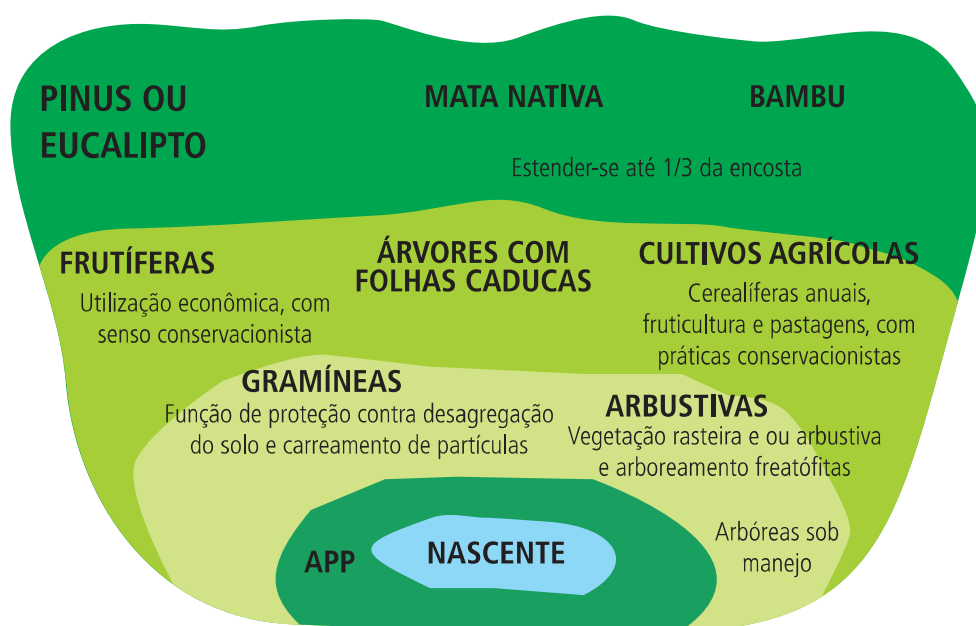 PINUS OU
EUCALIPTO
MATA NATIVA
BAMBU
Estender-se até 1/3 da encosta
FRUTÍFERAS
Utilização econômica, com
senso conservacionista
ÁRVORES COM
FOLHAS CADUCAS
CULTIVOS AGRÍCOLAS
Cerealíferas anuais,
fruticultura e pastagens, com
práticas conservacionistas
GRAMÍNEAS
Função de proteção contra desagregação
do solo e carreamento de partículas
ARBUSTIVAS
Vegetação rasteira e ou arbustiva
e arboreamento freatófitas
Arbóreas sob
manejo
APP
NASCENTE